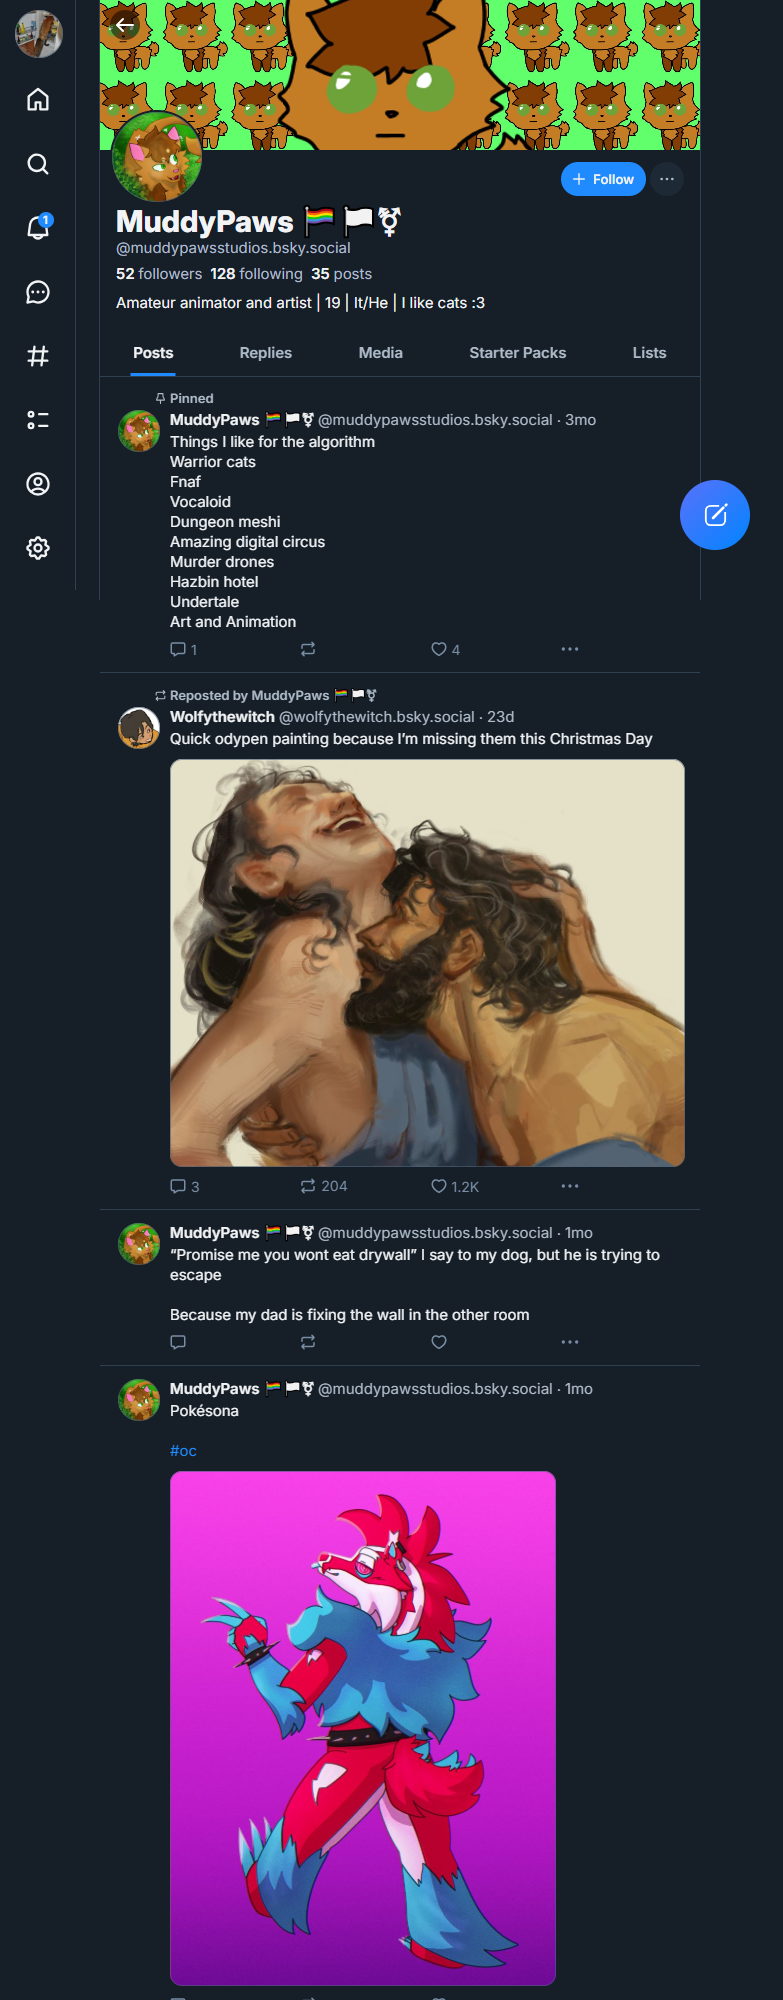 1
+ Follow
MuddyPaws 🏳️‍🌈 🏳️⚧
@muddypawsstudios.bsky.social
52 followers 128 following 35 posts
Amateur animator and artist | 19 | It/He | I like cats :3
Posts Replies Media Starter Packs Lists
Pinned
MuddyPaws 🏳️‍🌈🏳️⚧ @muddypawsstudios.bsky.social · 3mo
Things I like for the algorithm
Warrior cats
Fnaf
Vocaloid
Dungeon meshi
Amazing digital circus
Murder drones
Hazbin hotel
Undertale
Art and Animation
1 4
Reposted by MuddyPaws 🏳️‍🌈🏳️⚧
Wolfythewitch @wolfythewitch.bsky.social · 23d
Quick odypen painting because I’m missing them this Christmas Day
3 204 1.2K
MuddyPaws 🏳️‍🌈🏳️⚧ @muddypawsstudios.bsky.social · 1mo
“Promise me you wont eat drywall” I say to my dog, but he is trying to
escape
Because my dad is fixing the wall in the other room
MuddyPaws 🏳️‍🌈🏳️⚧ @muddypawsstudios.bsky.social · 1mo
Pokésona
#oc